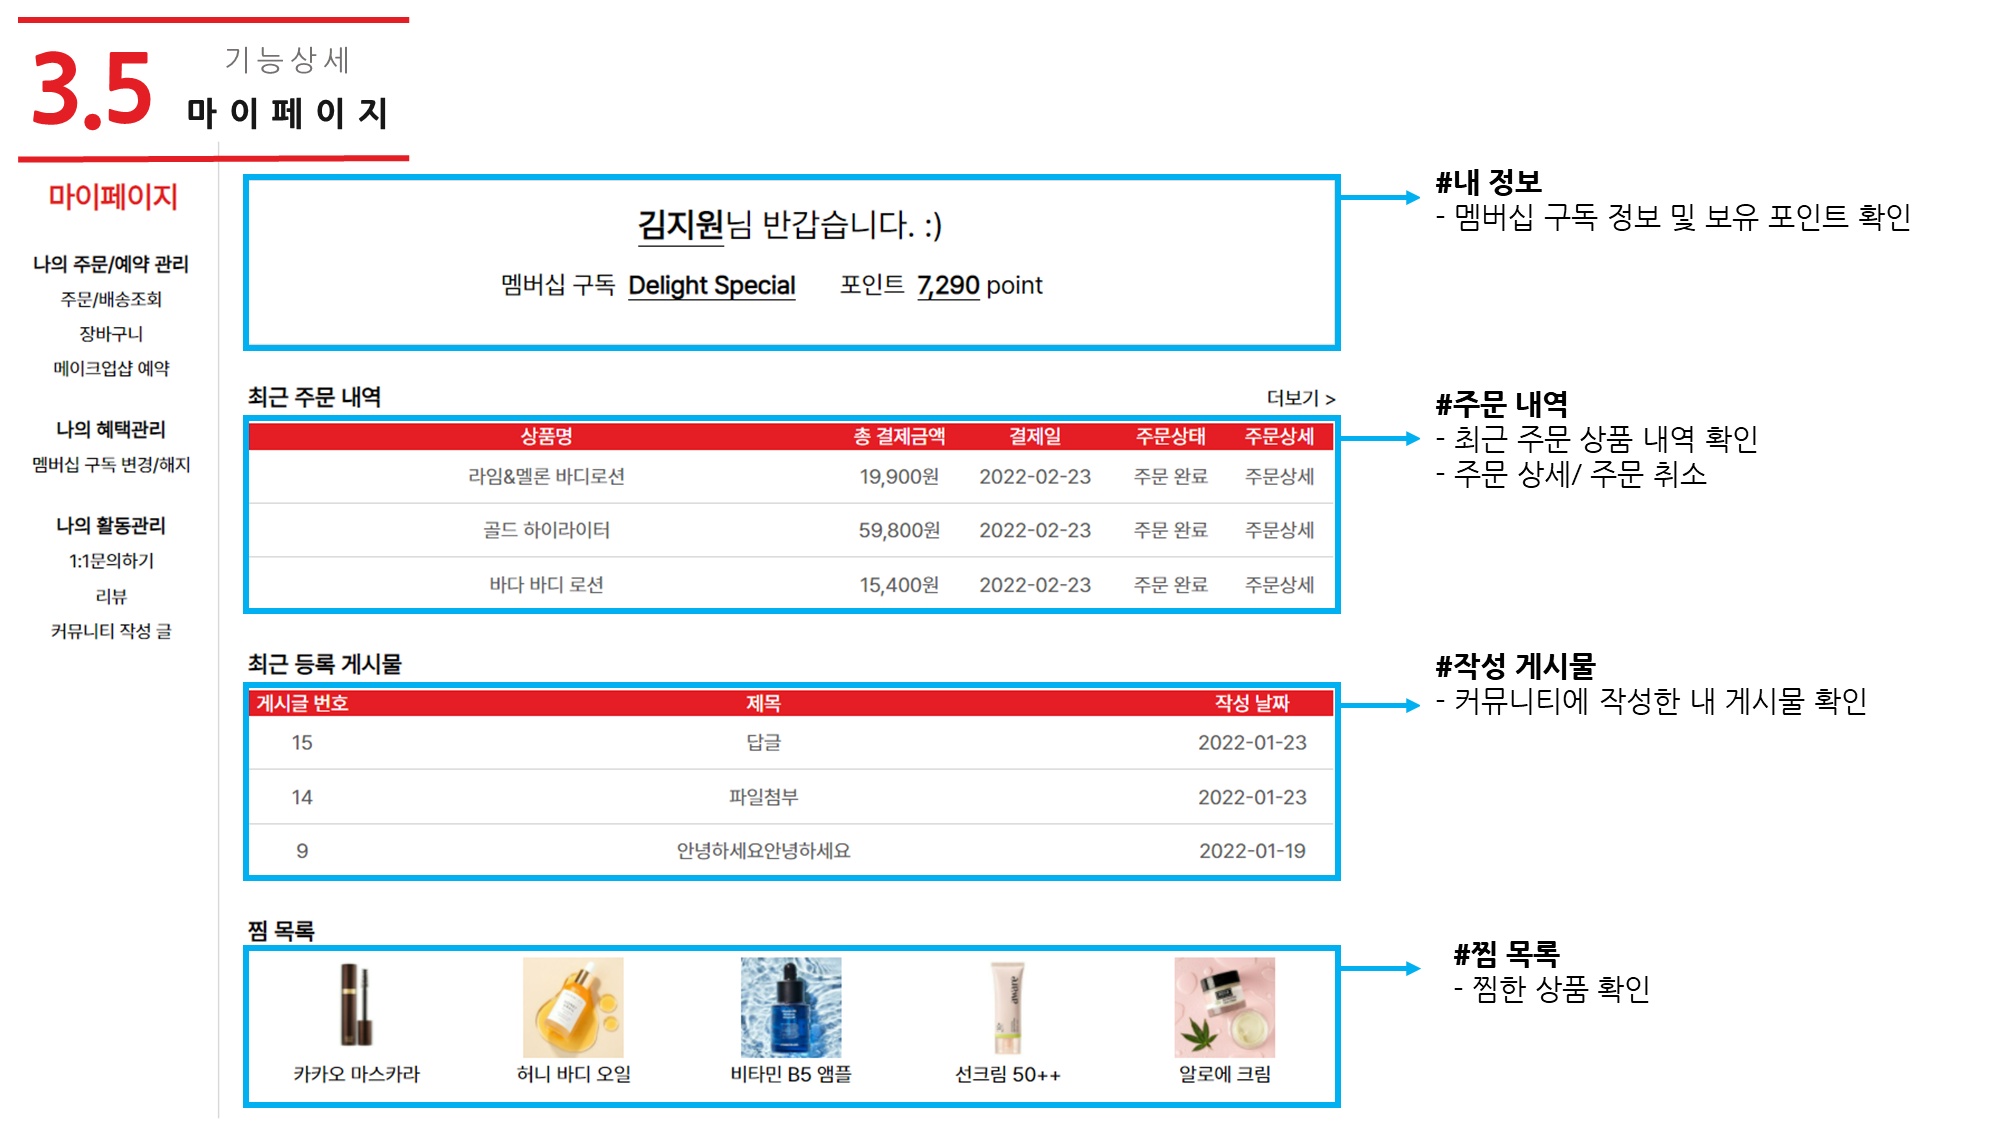 3.5
기능상세
마이페이지
마이페이지
나의 주문/예약 관리
주문/배송조회
장바구니
메이크업샵 예약
나의 혜택관리
멤버십 구독 변경/해지
나의 활동관리
1:1문의하기
리뷰
커뮤니티 작성 글
김지원님 반갑습니다. :)
멤버십 구독 Delight Special 포인트 7,290 point
최근 주문 내역 더보기 >
상품명 총 결제금액 결제일 주문상태 주문상세
라임&멜론 바디로션 19,900원 2022-02-23 주문 완료 주문상세
골드 하이라이터 59,800원 2022-02-23 주문 완료 주문상세
바다 바디 로션 15,400원 2022-02-23 주문 완료 주문상세
최근 등록 게시물
게시글 번호 제목 작성 날짜
15 답글 2022-01-23
14 파일첨부 2022-01-23
9 안녕하세요안녕하세요 2022-01-19
찜 목록
aware
카카오 마스카라 허니 바디 오일 비타민 B5 앰플 선크림 50++ 알로에 크림
#내 정보
- 멤버십 구독 정보 및 보유 포인트 확인
#주문 내역
- 최근 주문 상품 내역 확인
- 주문 상세/ 주문 취소
#작성 게시물
- 커뮤니티에 작성한 내 게시물 확인
#찜 목록
- 찜한 상품 확인